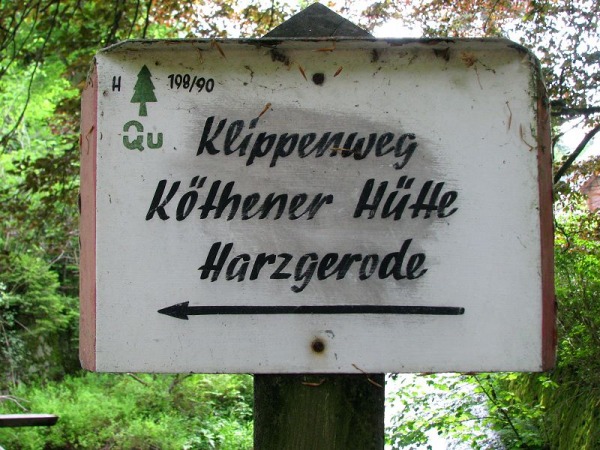 H 198/90
Qu
Klippenweg
Köthener Hütte
Harzgerode